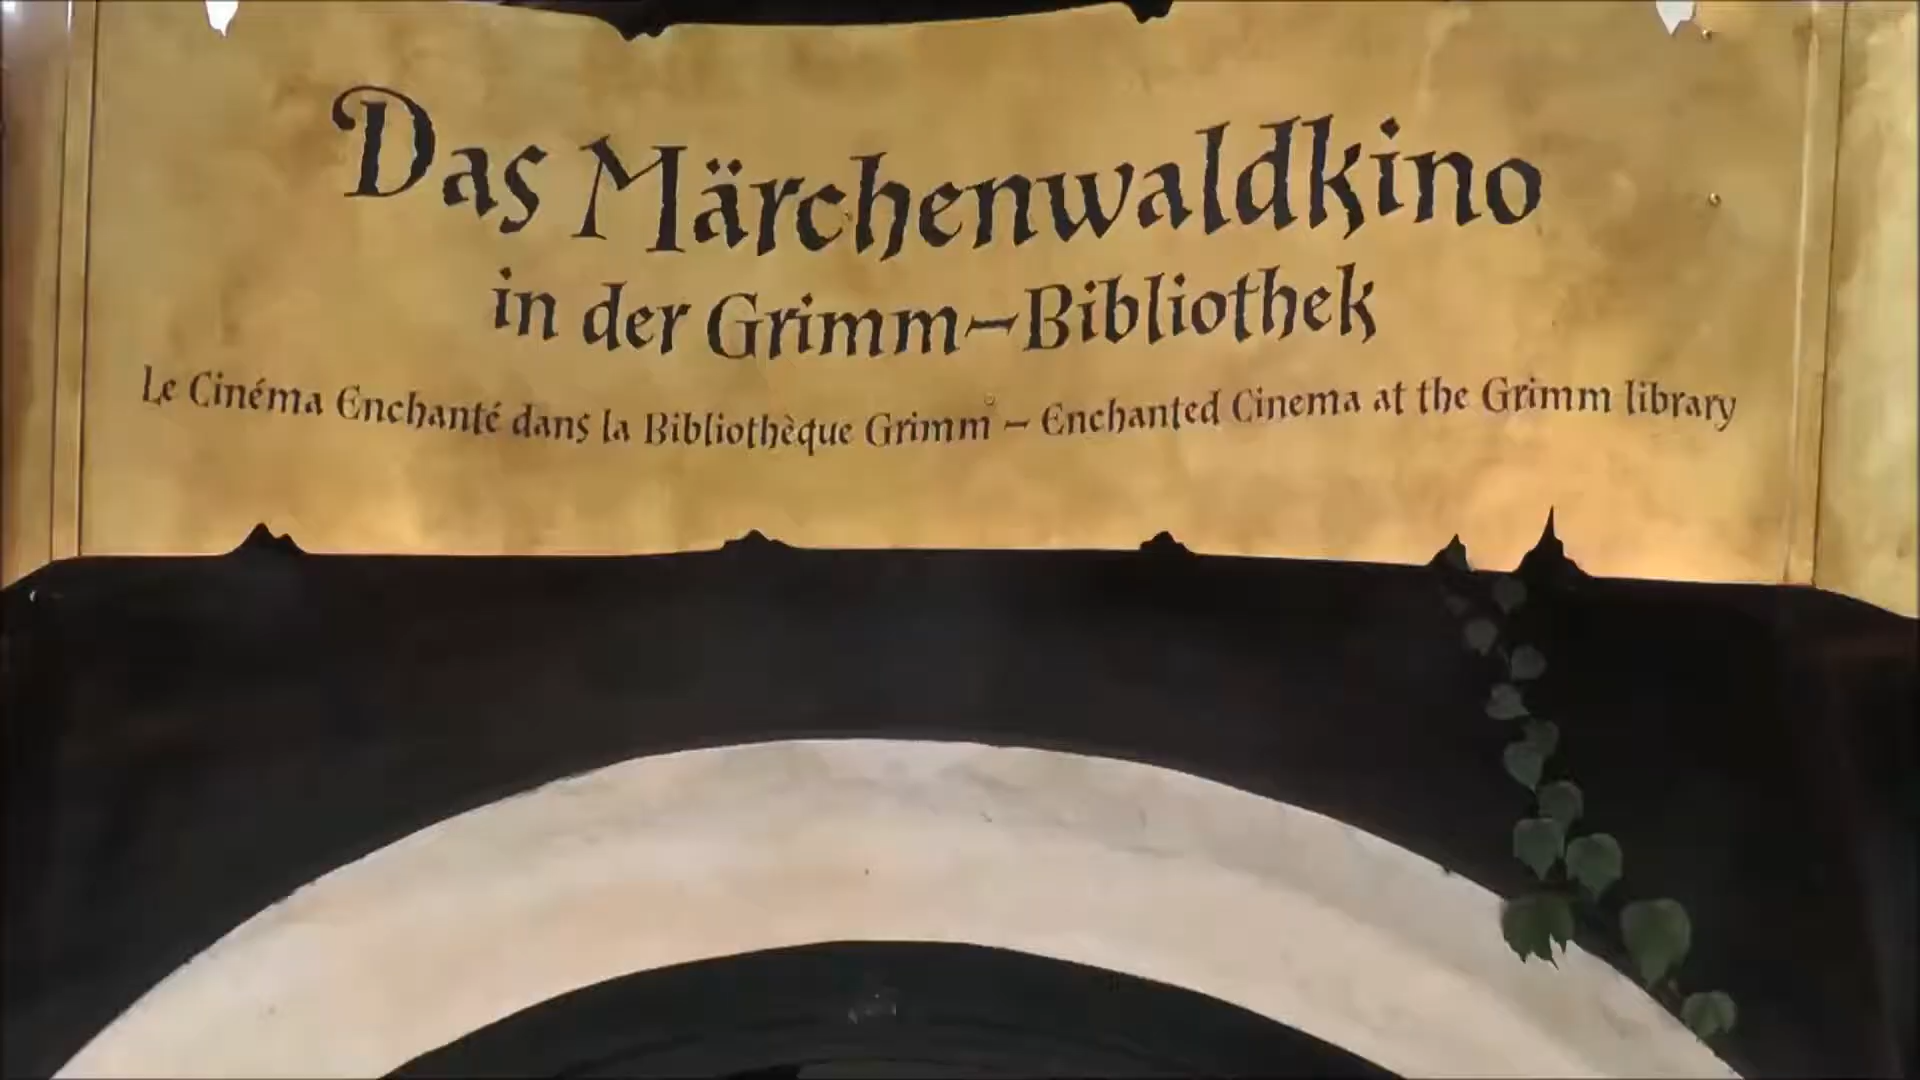 Das Märchenwaldkino
in der Grimm-Bibliothek
Le Cinéma Enchanté dans la Bibliothèque Grimm - Enchanted Cinema at the Grimm library